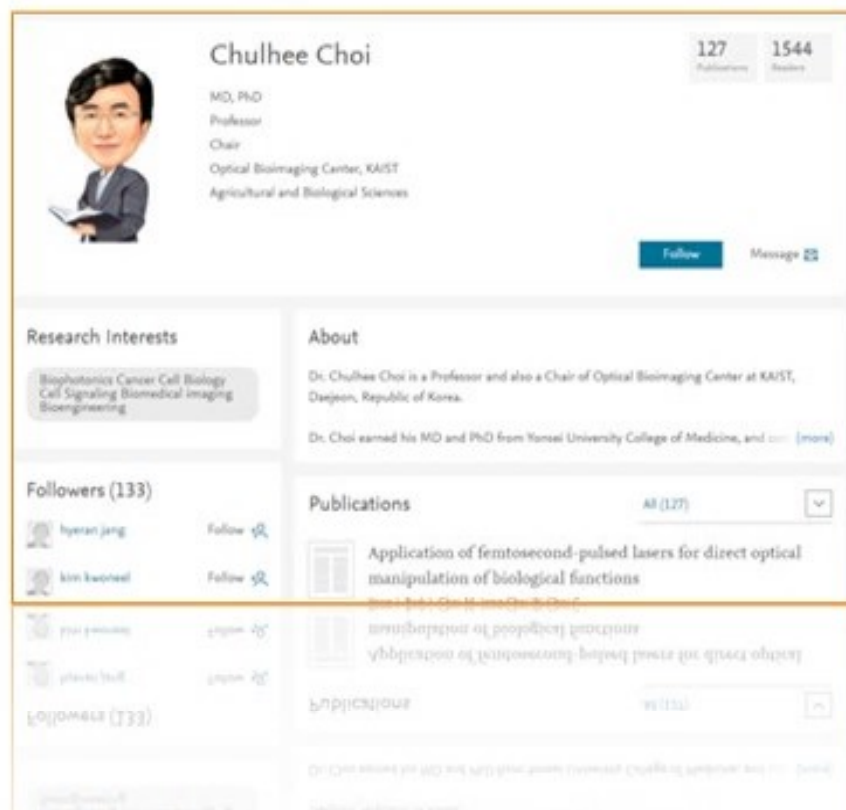 Chulhee Choi
127
Publications
1544
Readers
MD, PhD
Professor
Chair
Optical Bioimaging Center, KAIST
Agricultural and Biological Sciences
Follow
Message
Research Interests
Biophotonics Cancer Cell Biology
Cell Signaling Biomedical imaging
Bioengineering
About
Dr. Chulhee Choi is a Professor and also a Chair of Optical Bioimaging Center at KAIST,
Daejeon, Republic of Korea.
Dr. Choi earned his MD and PhD from Yonsei University College of Medicine, and (more)
Followers (133)
hyeran jang Follow
kim kwoneel Follow
Publications
All (127)
Application of femtosecond-pulsed lasers for direct optical
manipulation of biological functions